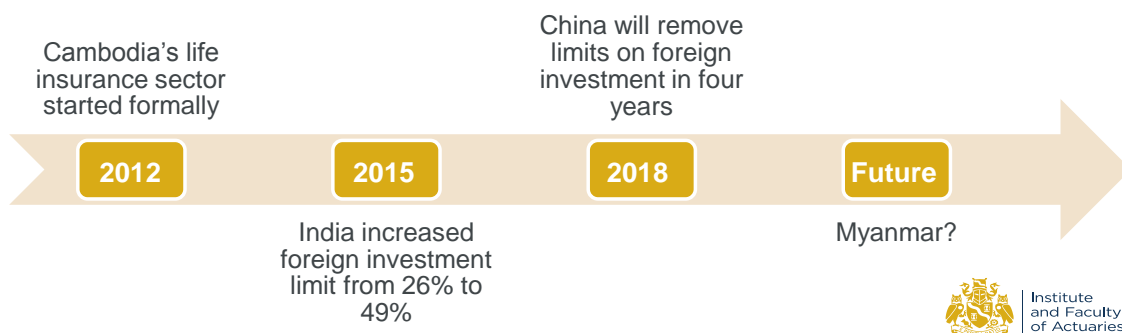 Cambodia's life
insurance sector
started formally
China will remove
limits on foreign
investment in four
years
2012
2015
2018
Future
India increased
foreign investment
limit from 26% to
49%
Myanmar?
Institute
and Faculty
of Actuaries